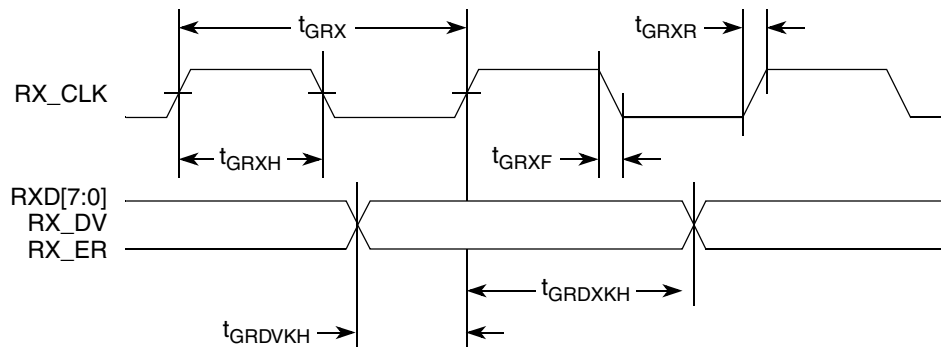 tGRX
tGRXR
RX_CLK
tGRXH
tGRXF
RXD[7:0]
RX_DV
RX_ER
tGRDXKH
tGRDVKH